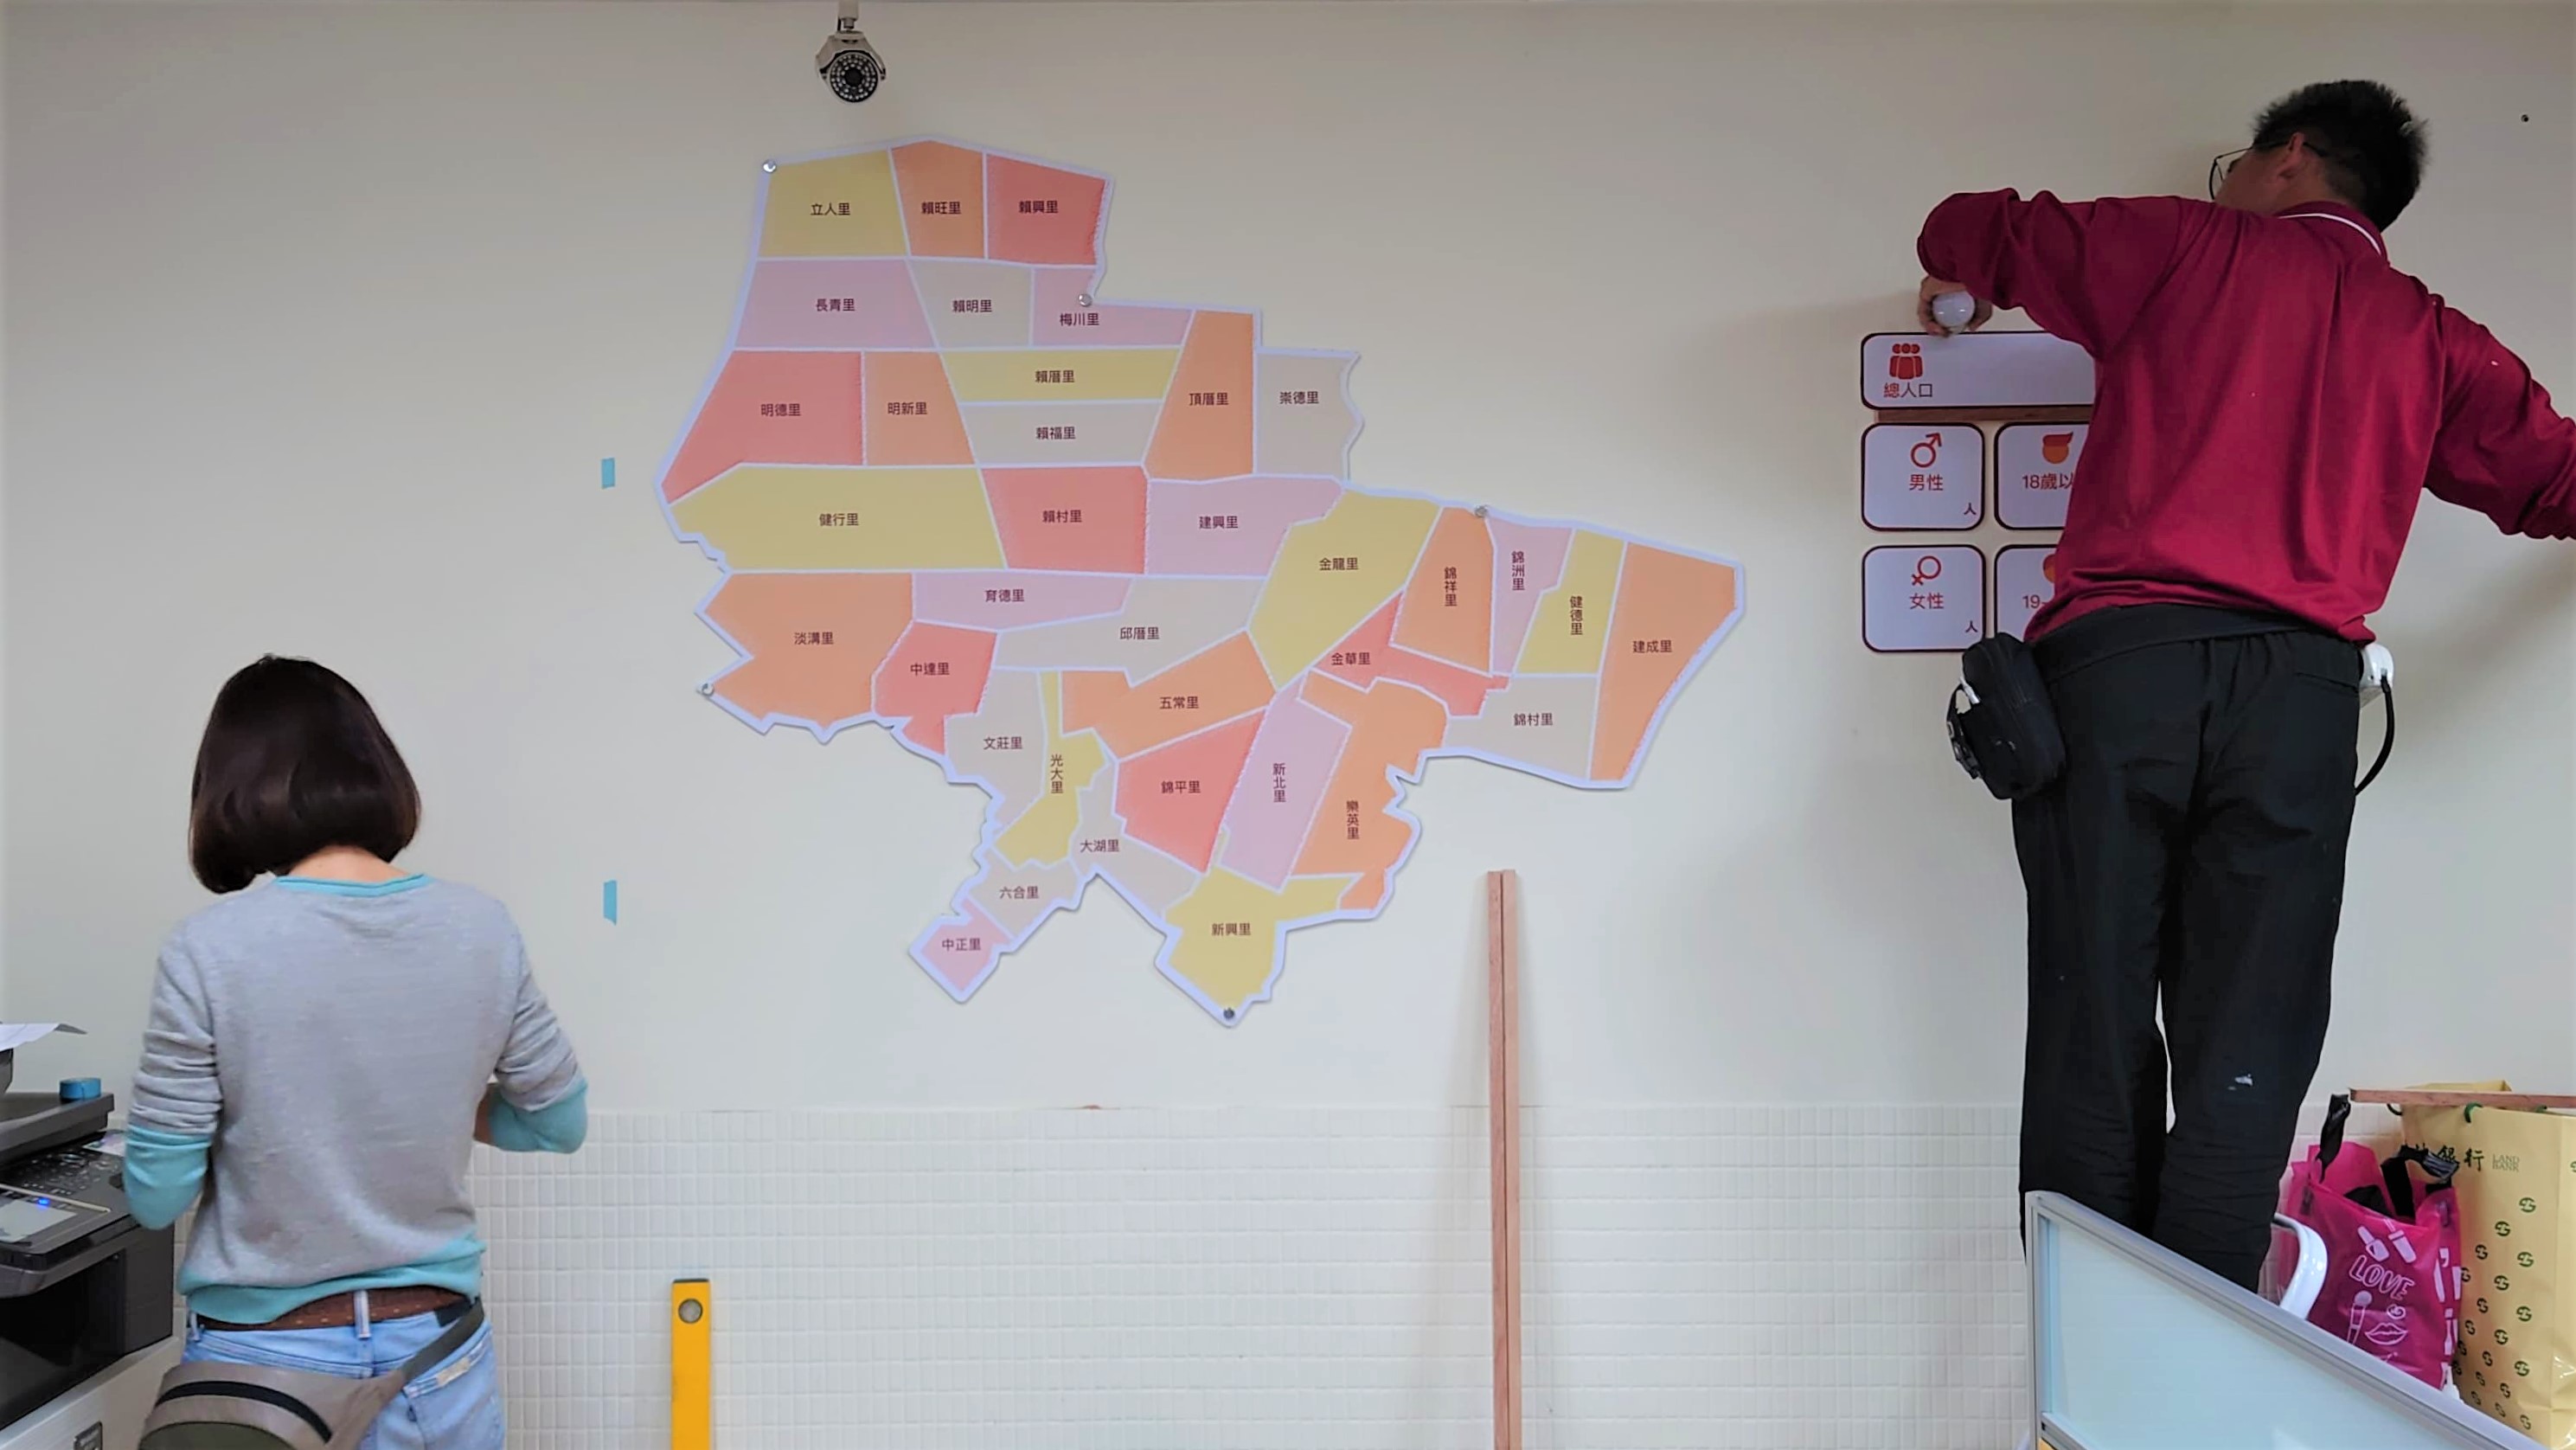 立人里
賴旺里
賴興里
長青里
賴明里
梅川里
明德里
明新里
賴厝里
賴福里
頂厝里
崇德里
健行里
賴村里
建興里
金龍里
錦祥里
錦洲里
健德里
建成里
育德里
邱厝里
淡溝里
中達里
金華里
五常里
錦村里
文莊里
光大里
錦平里
新北里
樂英里
大湖里
六合里
新興里
中正里
總人口
男性
人
18歲以
女性
人
19-
銀行
LAND
BANK
LOVE